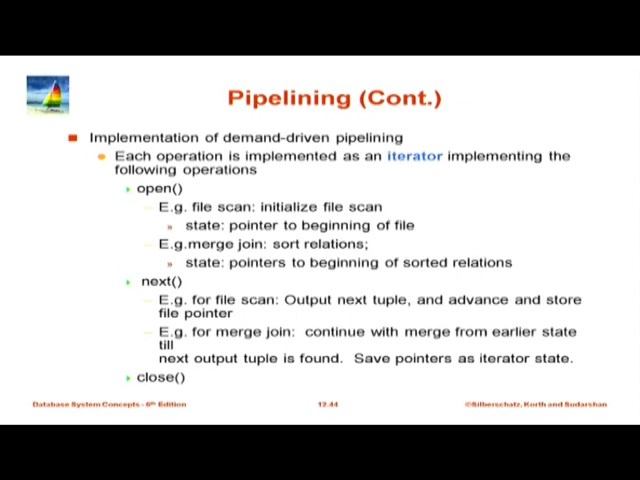 Pipelining (Cont.)
Implementation of demand-driven pipelining
Each operation is implemented as an iterator implementing the
following operations
open()
E.g. file scan: initialize file scan
state: pointer to beginning of file
E.g.merge join: sort relations;
state: pointers to beginning of sorted relations
next()
E.g. for file scan: Output next tuple, and advance and store
file pointer
E.g. for merge join: continue with merge from earlier state
till
next output tuple is found. Save pointers as iterator state.
close()
Database System Concepts - 6th Edition
12.44
©Silberschatz, Korth and Sudarshan